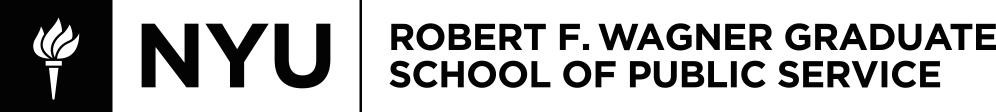 NYU
ROBERT F. WAGNER GRADUATE
SCHOOL OF PUBLIC SERVICE